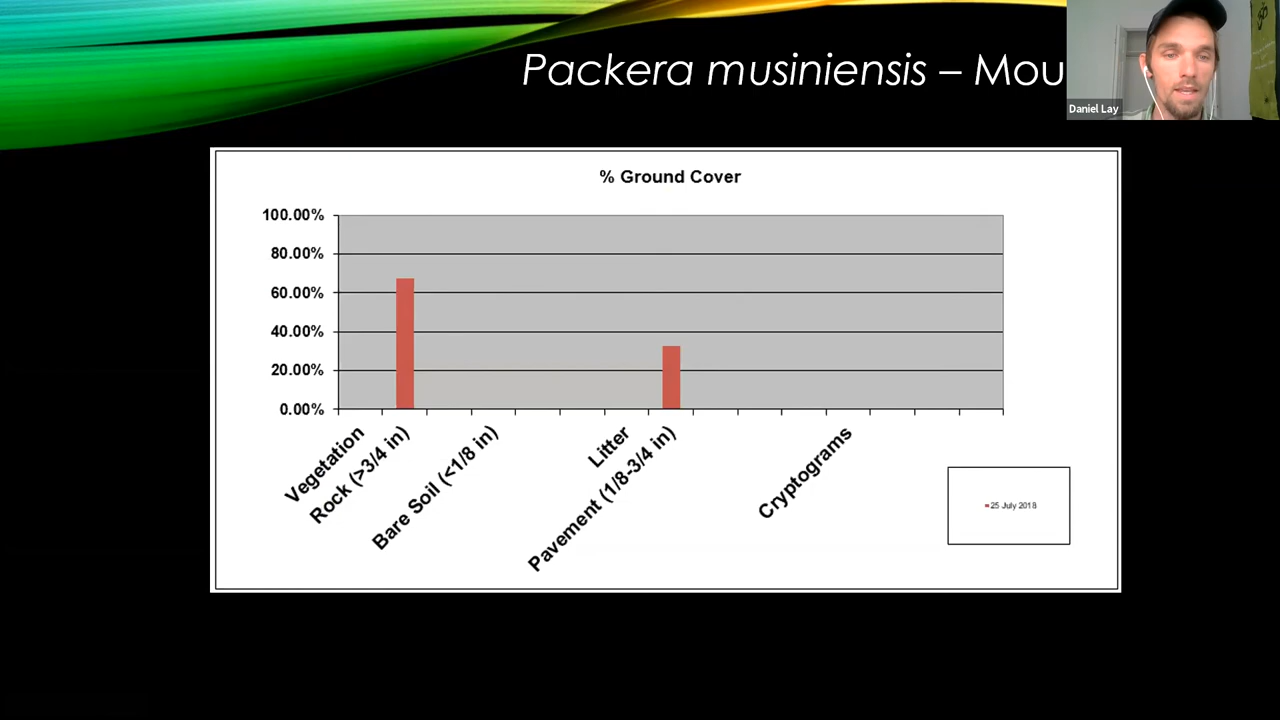 Packera musiniensis – Mou
Daniel Lay
% Ground Cover
100.00%
80.00%
60.00%
40.00%
20.00%
0.00%
Vegetation
Rock (>3/4 in)
Bare Soil (<1/8 in)
Litter
Pavement (1/8-3/4 in)
Cryptograms
25 July 2018